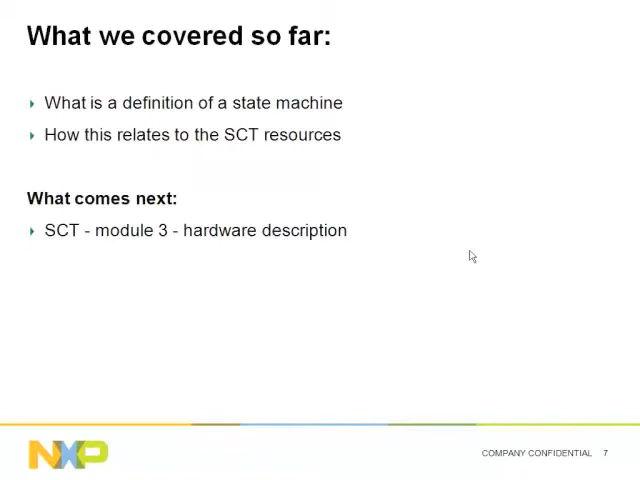 What we covered so far:
What is a definition of a state machine
How this relates to the SCT resources
What comes next:
SCT - module 3 - hardware description
NXP
COMPANY CONFIDENTIAL 7